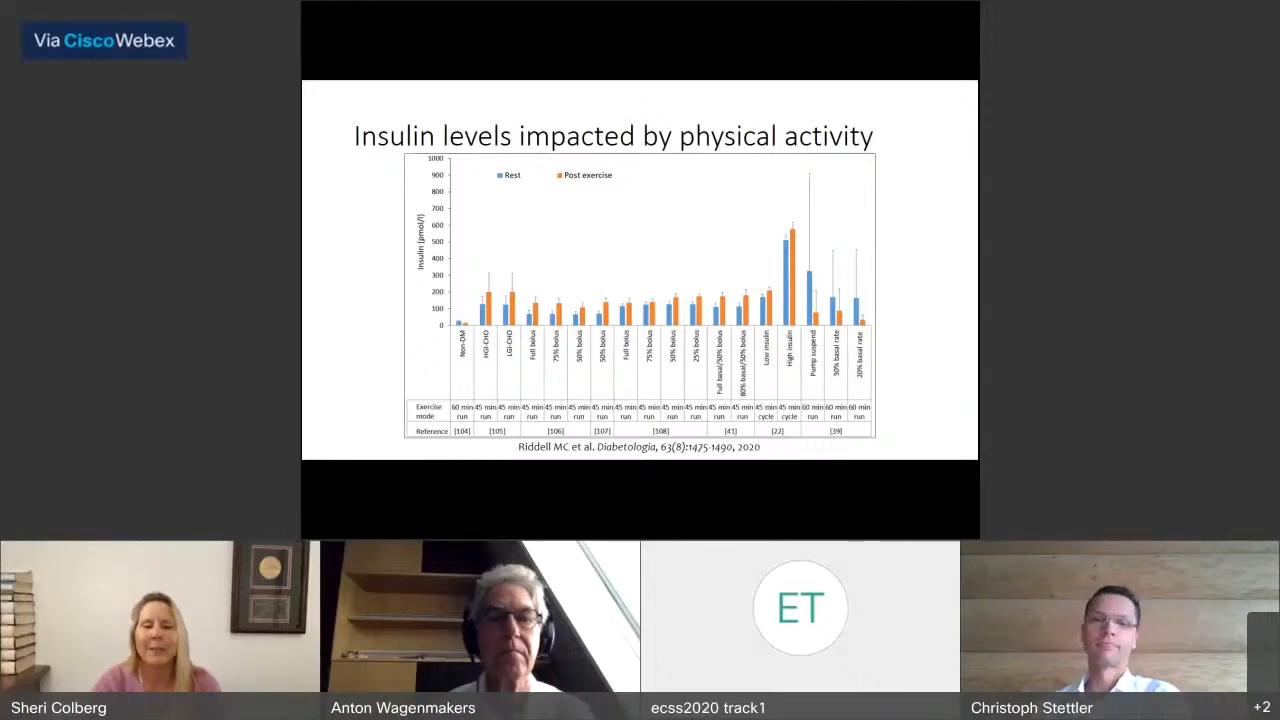 Via CiscoWebex
Insulin levels impacted by physical activity
Rest Post exercise
Insulin (pmol/l)
1000
900
800
700
600
500
400
300
200
100
0
Non-DM
HGI-CHO
LGI-CHO
Full bolus
75% bolus
50% bolus
50% bolus
Full bolus
75% bolus
50% bolus
25% bolus
Full basal/50% bolus
80% basal/50% bolus
Low insulin
High insulin
Pump suspend
50% basal rate
20% basal rate
Exercise 60 min 45 min 45 min 45 min 45 min 45 min 45 min 45 min 45 min 45 min 45 min 45 min 45 min 45 min 45 min 60 min 60 min 60 min
mode run run run run run run run run run run run run run cycle cycle run run run
Reference [104] [105] [106] [107] [108] [41] [22] [39]
Riddell MC et al. Diabetologia, 63(8):1475-1490, 2020
ET
Sheri Colberg
Anton Wagenmakers
ecss2020 track1
Christoph Stettler
+2